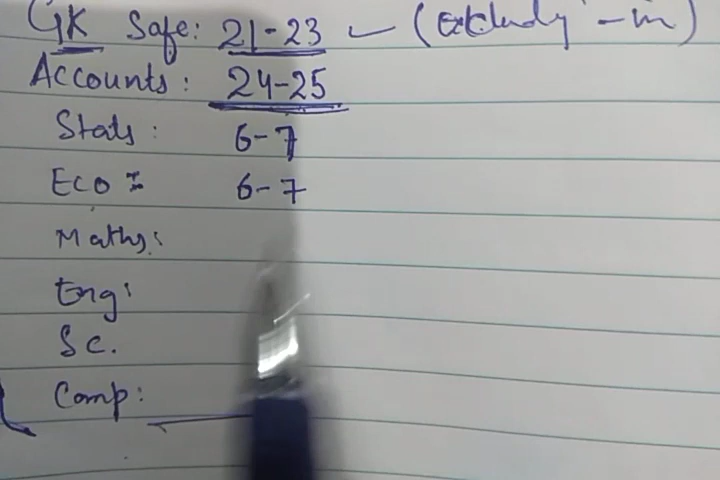 GK Safe: 21-23 (
Accounts: 24-25
Stats: 6-7
Eco: 6-7
Maths:
Eng:
Sc.
Comp: